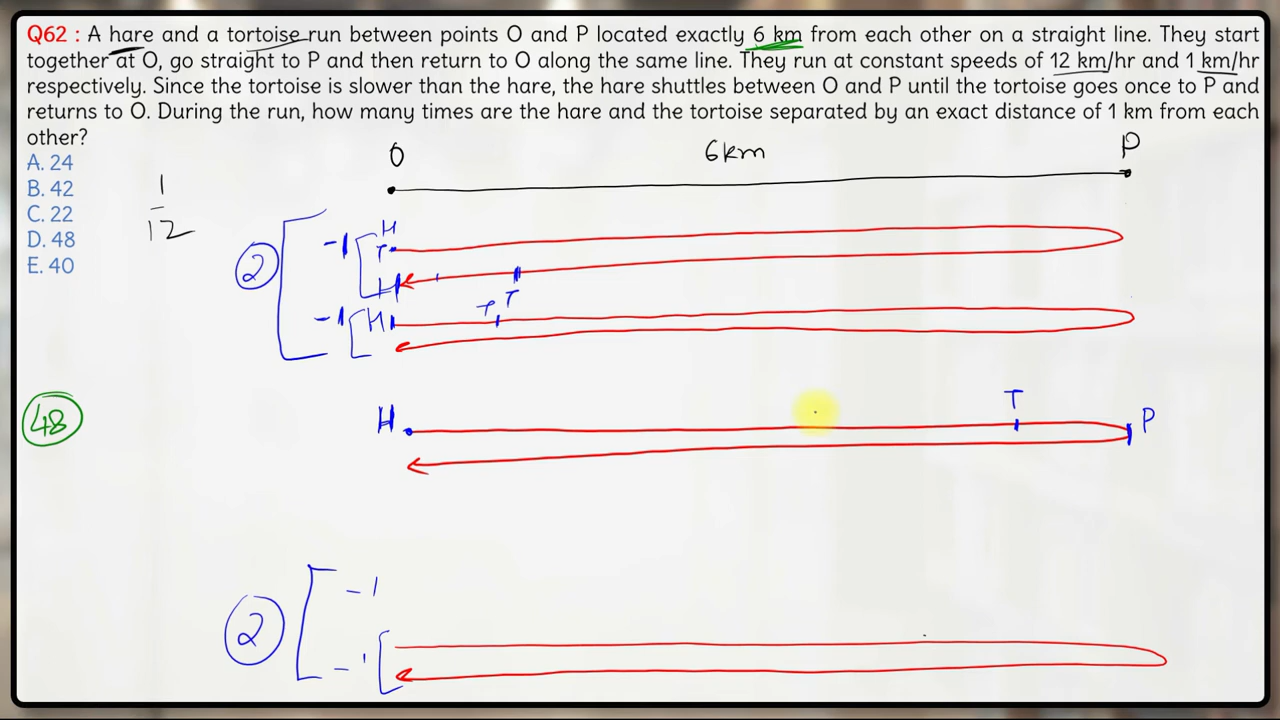 Q62 : A hare and a tortoise run between points O and P located exactly 6 km from each other on a straight line. They start
together at O, go straight to P and then return to O along the same line. They run at constant speeds of 12 km/hr and 1 km/hr
respectively. Since the tortoise is slower than the hare, the hare shuttles between O and P until the tortoise goes once to P and
returns to O. During the run, how many times are the hare and the tortoise separated by an exact distance of 1 km from each
other?
A. 24
B. 42
C. 22
D. 48
E. 40
O 6km P
1
12
H
-1 T
2
H T
T
-1 H
48
H T P
2
-1
-1